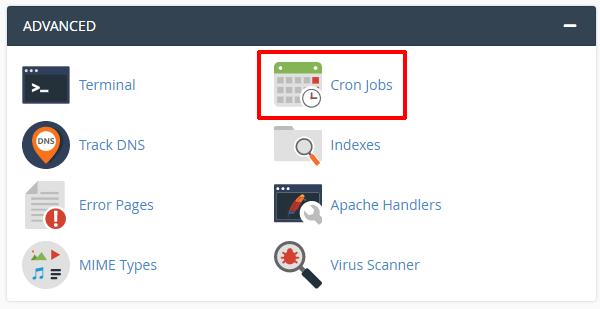 ADVANCED
Terminal
Cron Jobs
DNS
Track DNS
Indexes
Error Pages
Apache Handlers
MIME Types
Virus Scanner